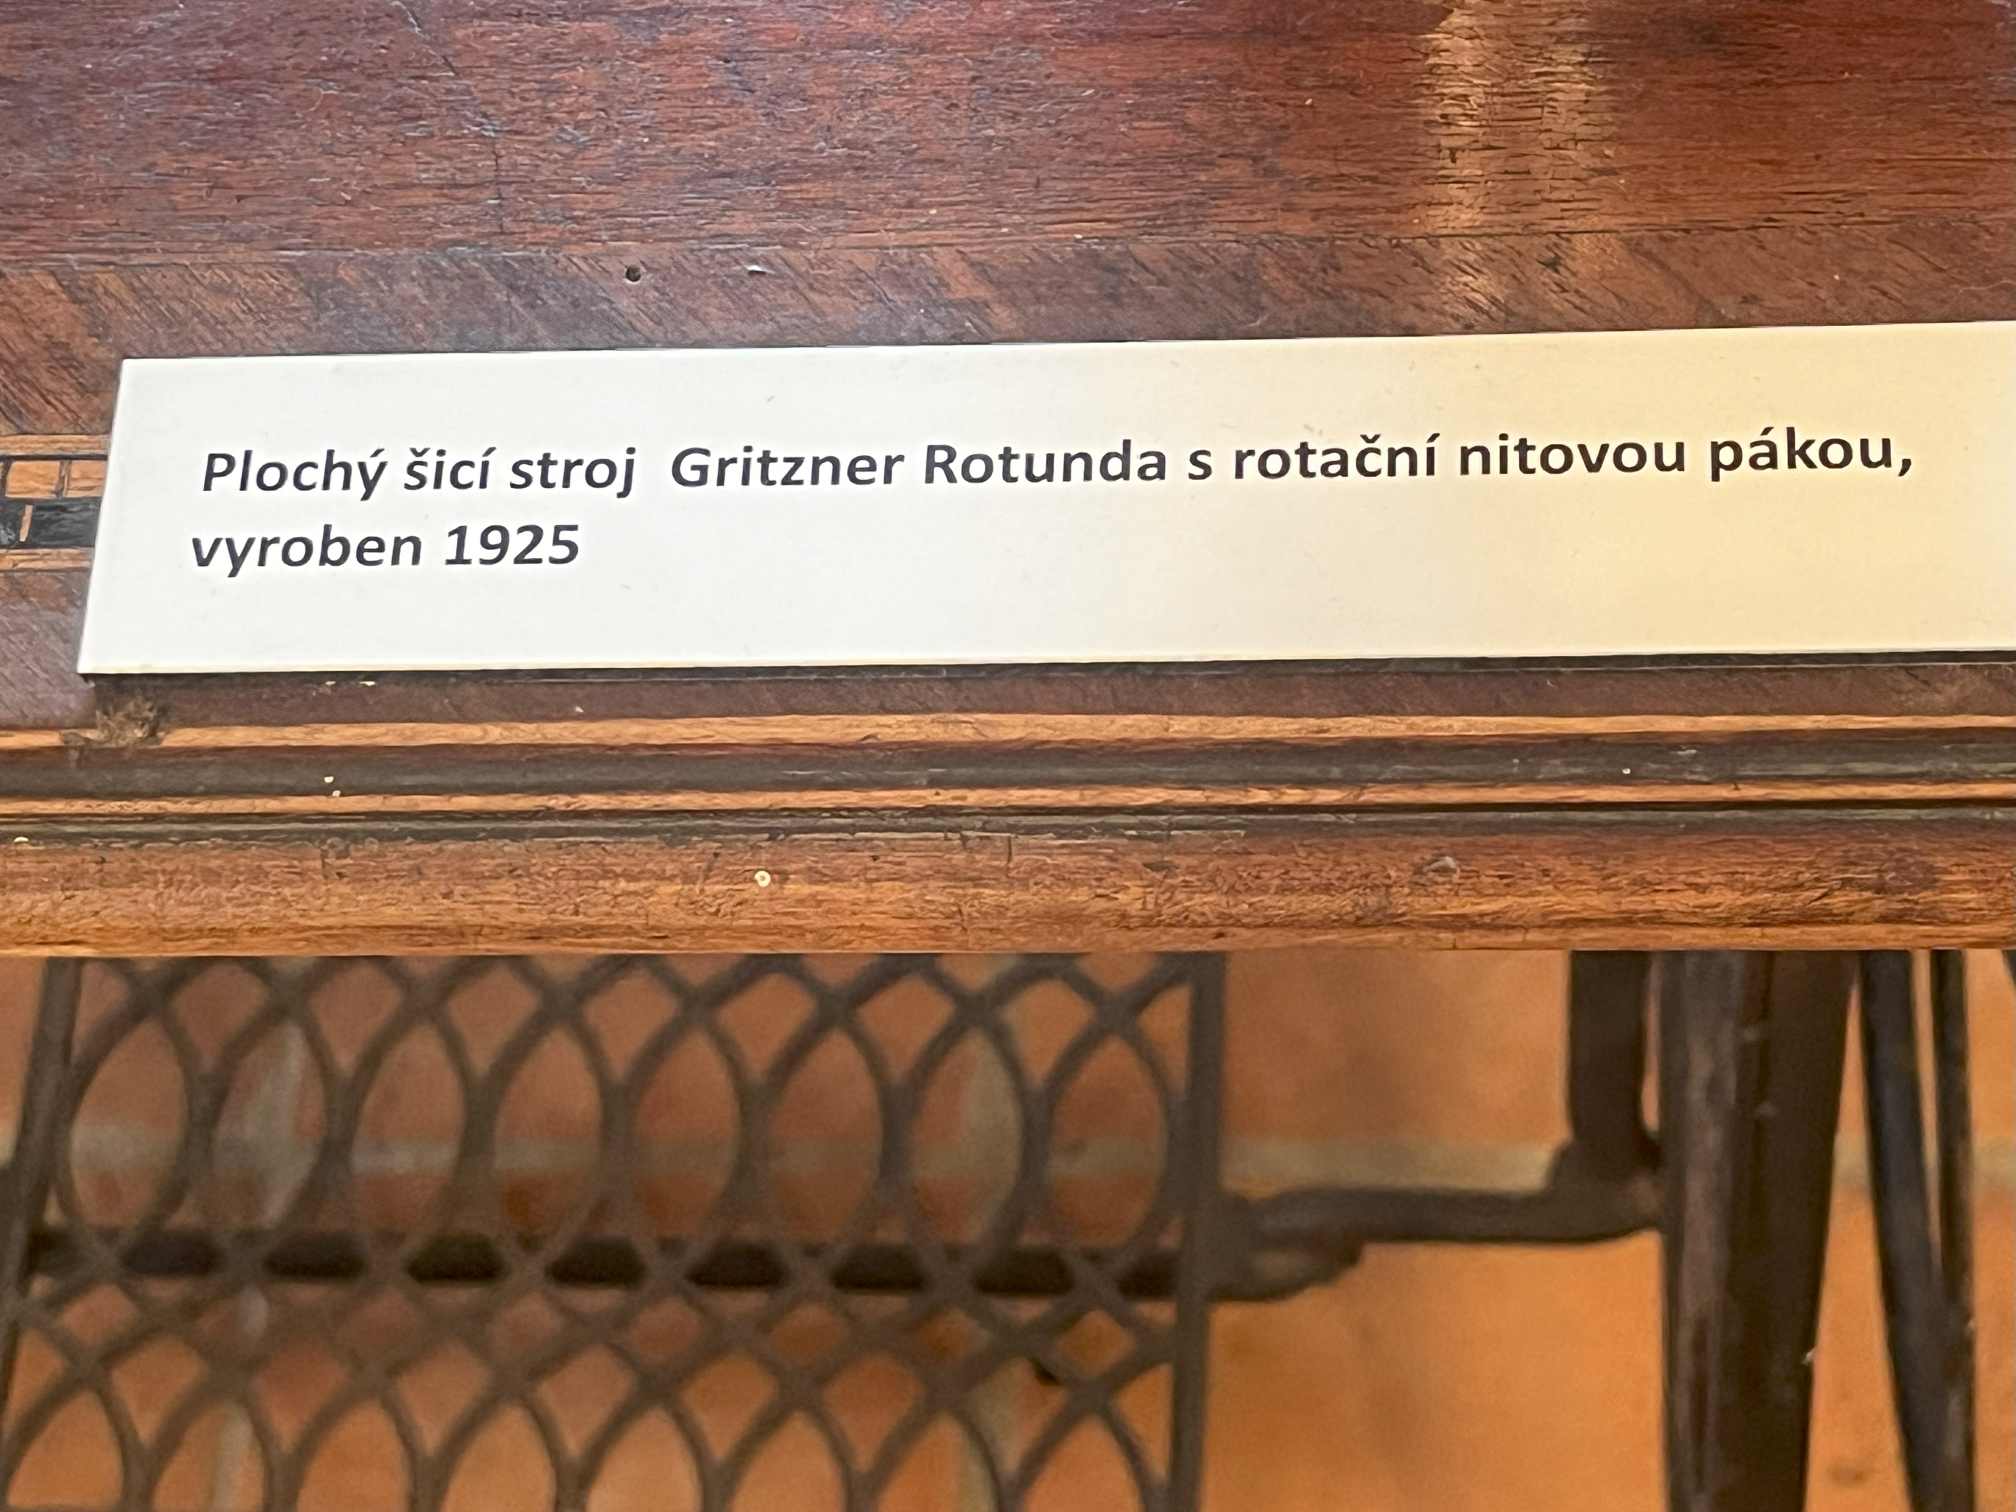 Plochý šicí stroj  Gritzner Rotunda s rotační nitovou pákou,
vyroben 1925